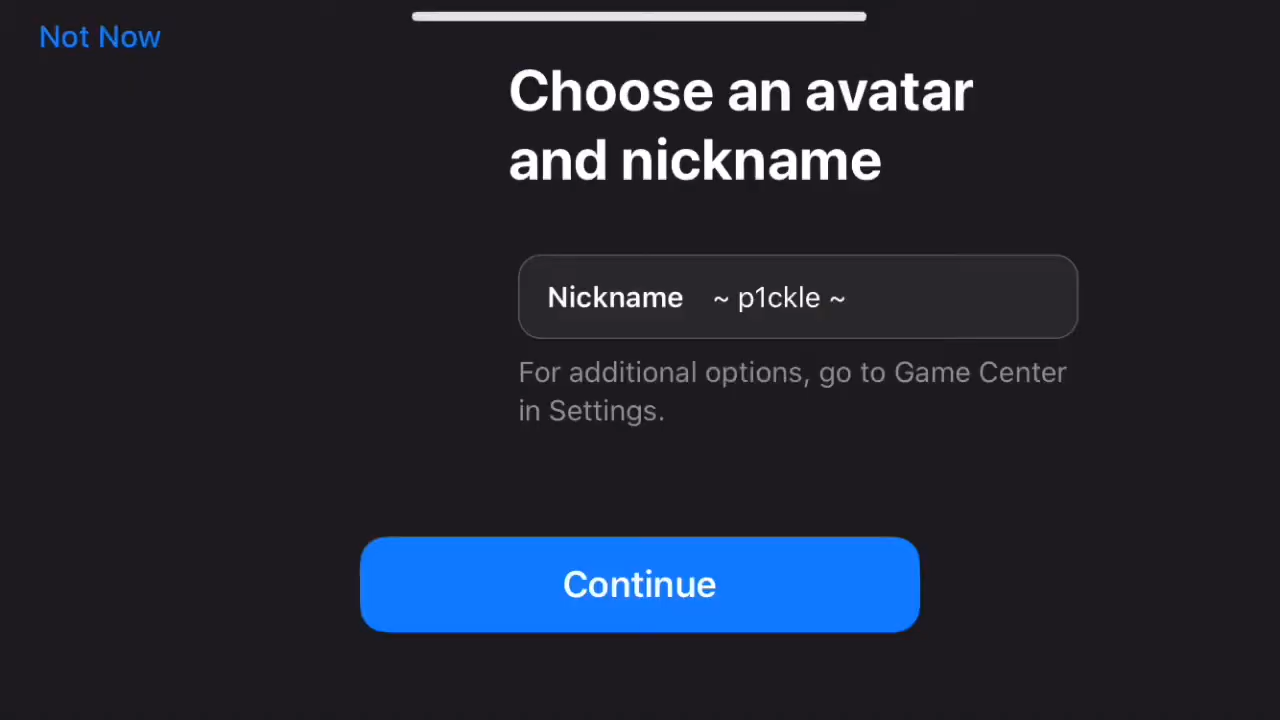 Not Now
Choose an avatar
and nickname
Nickname ~ p1ckle ~
For additional options, go to Game Center
in Settings.
Continue